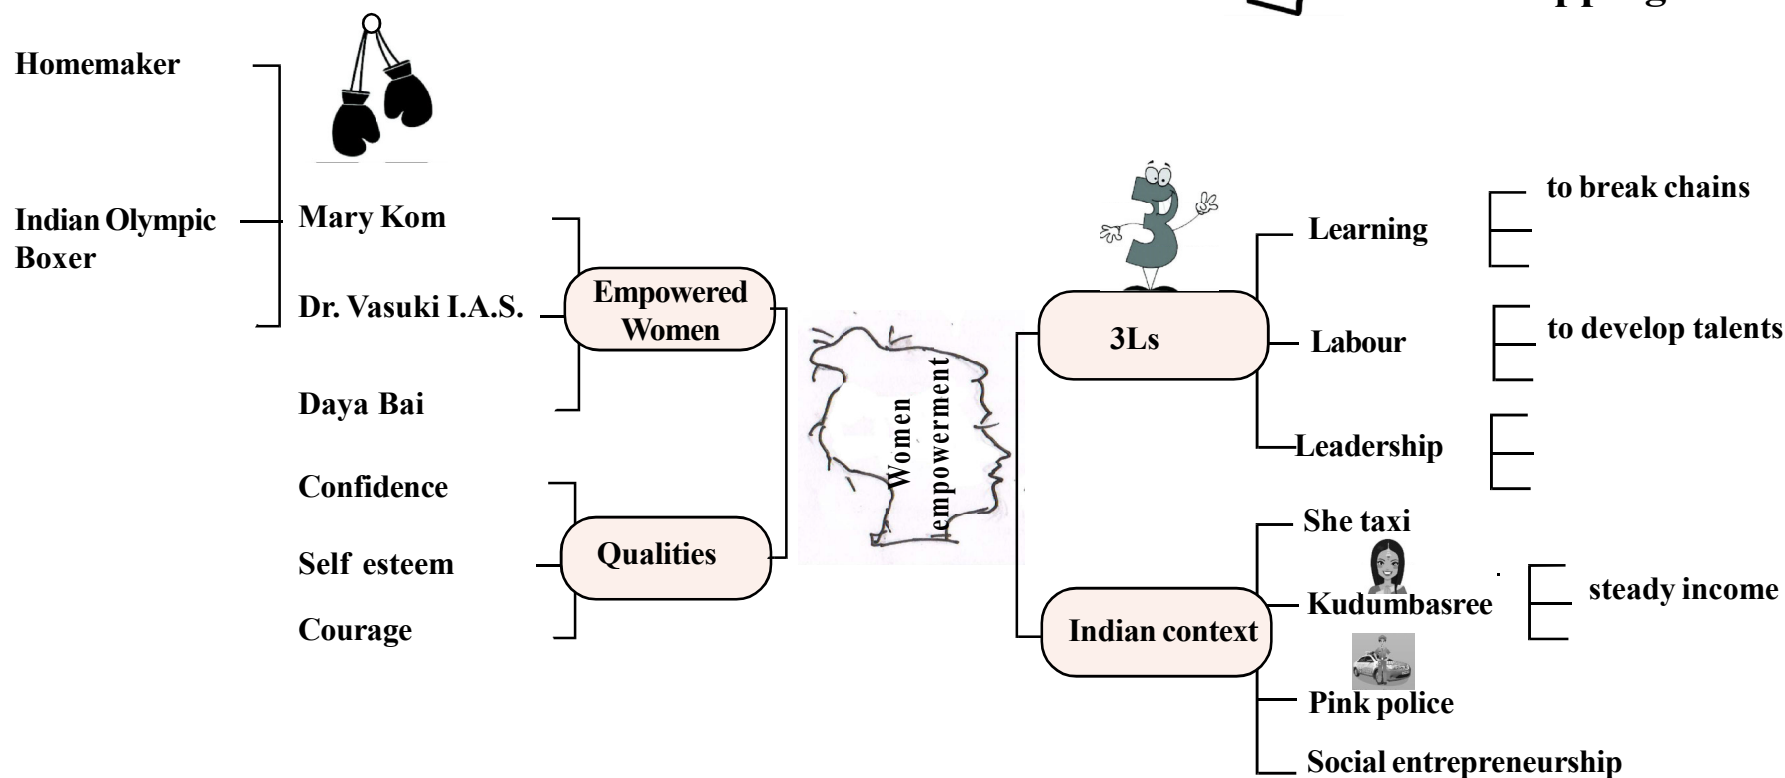 Homemaker
Indian Olympic
Boxer
Mary Kom
Dr. Vasuki I.A.S.
Daya Bai
Empowered
Women
Confidence
Self esteem
Courage
Qualities
Women
empowerment
3
3Ls
Learning
to break chains
Labour
to develop talents
Leadership
Indian context
She taxi
Kudumbasree
steady income
Pink police
Social entrepreneurship